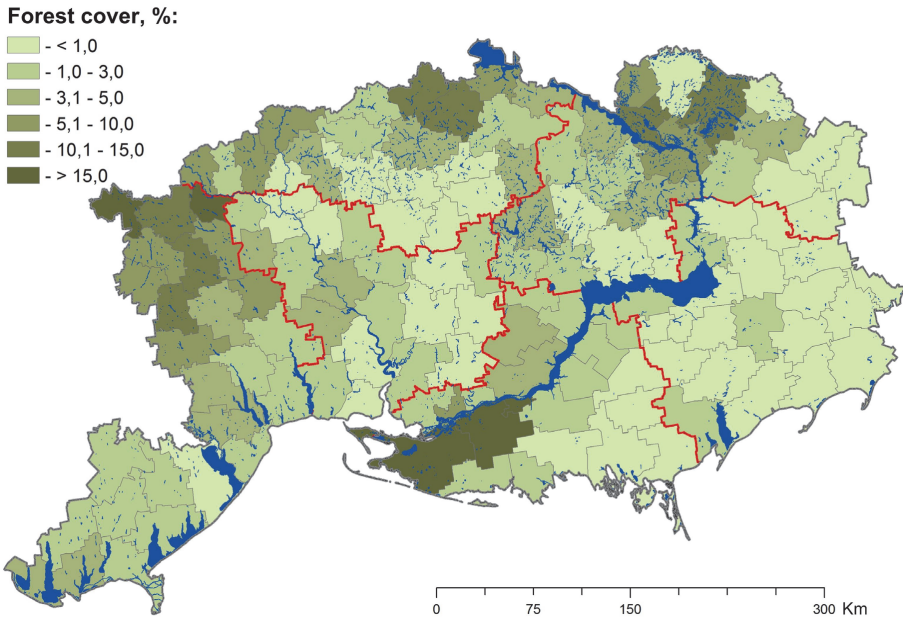 Forest cover, %:
- < 1,0
- 1,0 - 3,0
- 3,1 - 5,0
- 5,1 - 10,0
- 10,1 - 15,0
- > 15,0
0 75 150 300 Km